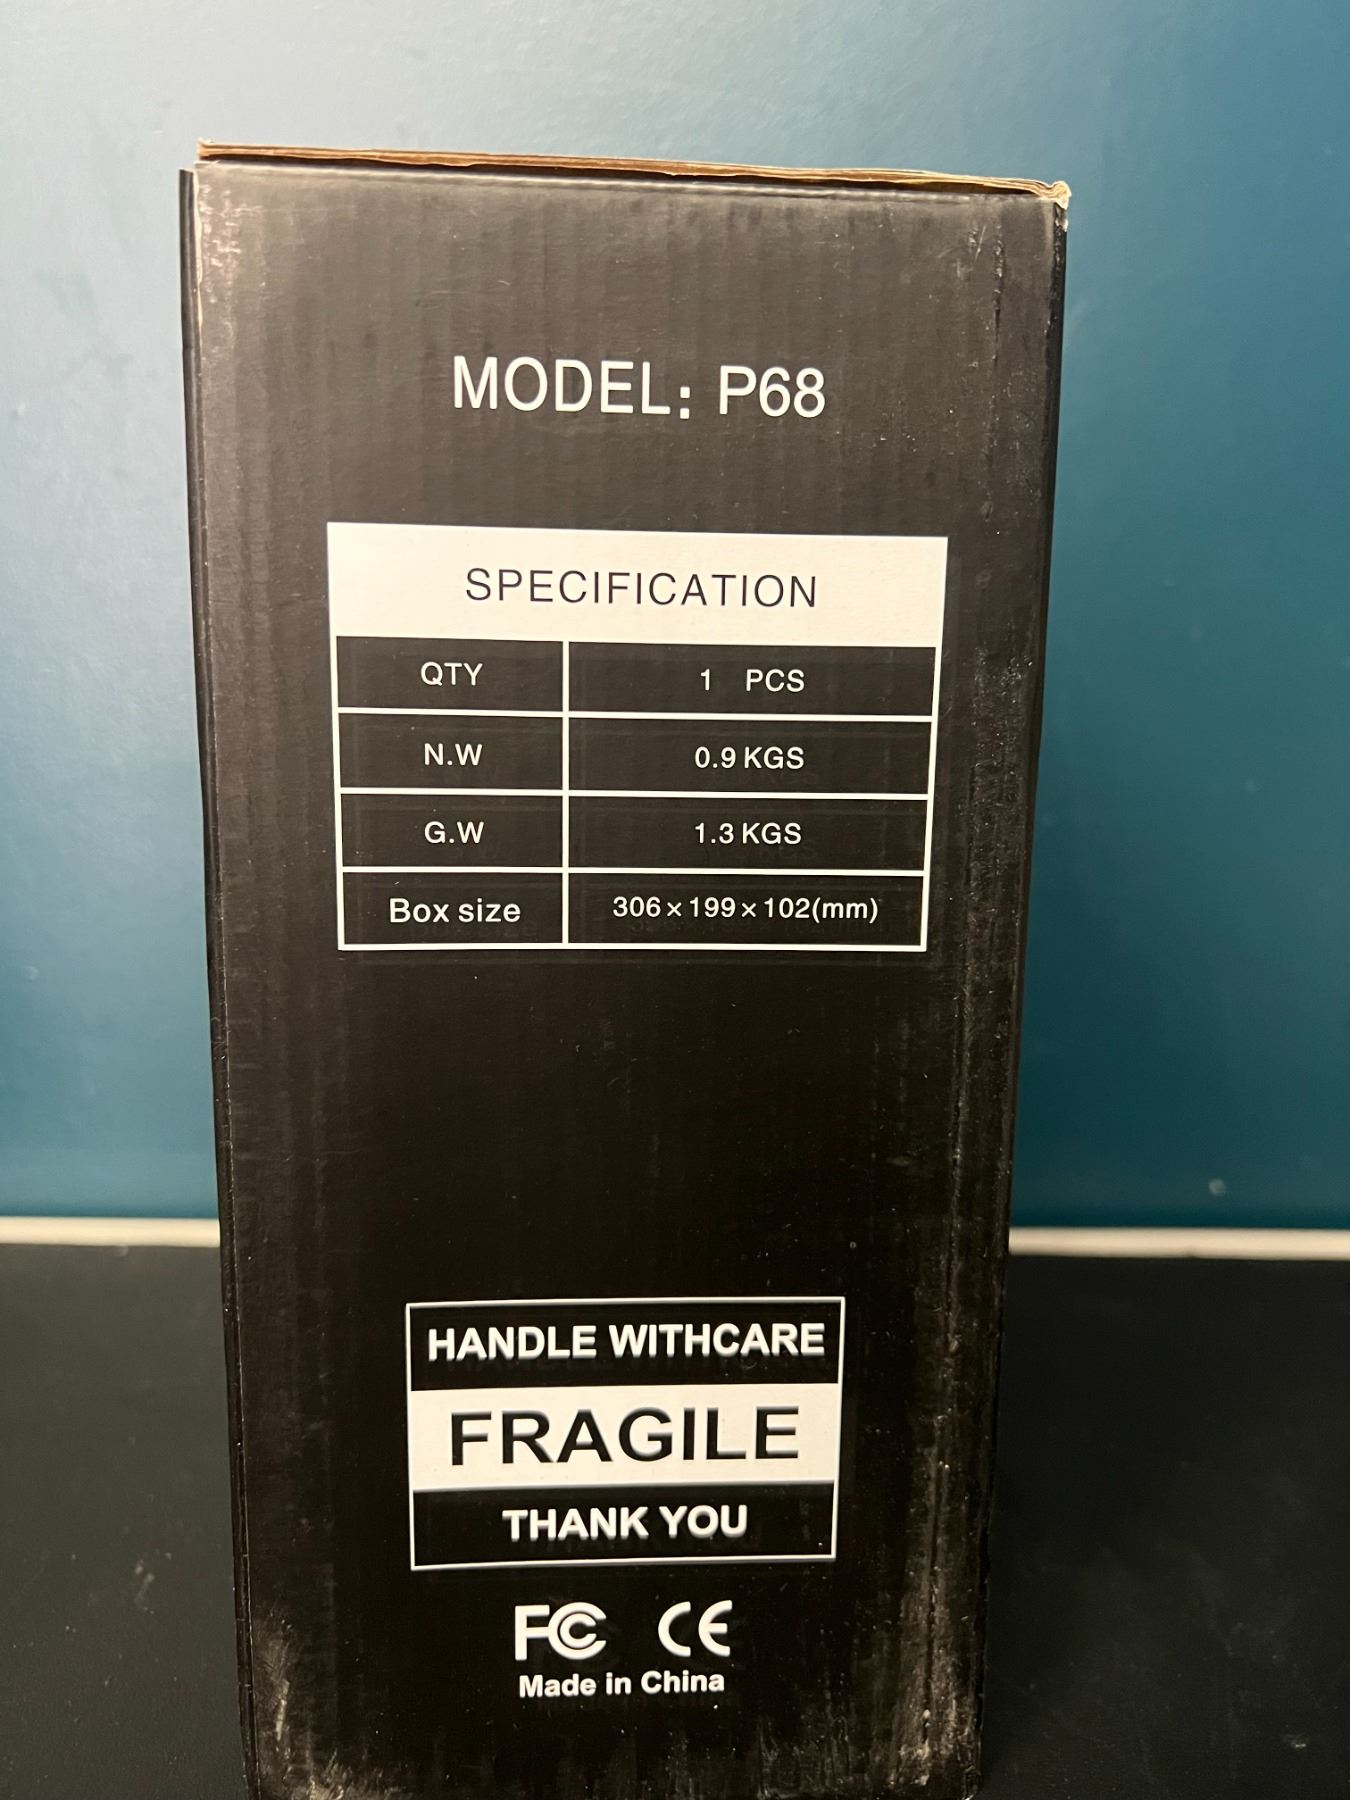 MODEL: P68
SPECIFICATION
QTY 1 PCS
N.W 0.9 KGS
G.W 1.3 KGS
Box size 306×199×102(mm)
HANDLE WITHCARE
FRAGILE
THANK YOU
FC CE
Made in China